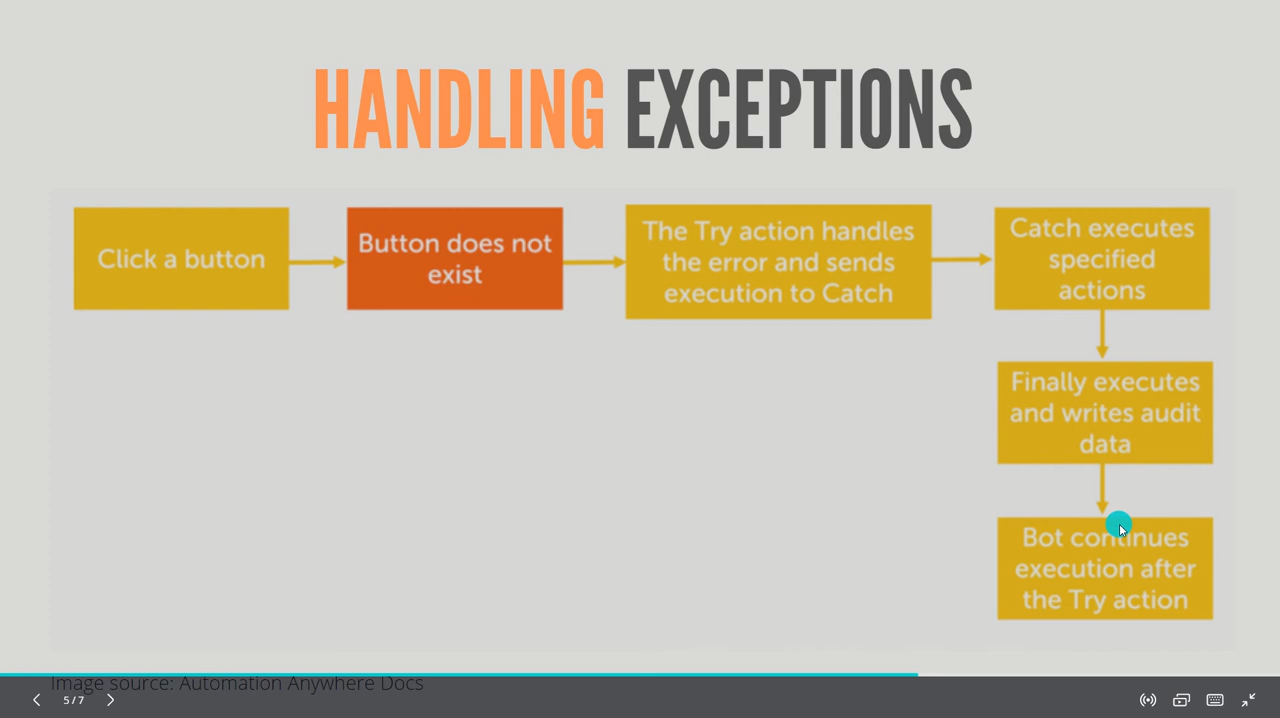 HANDLING EXCEPTIONS
Click a button
Button does not
exist
The Try action handles
the error and sends
execution to Catch
Catch executes
specified
actions
Finally executes
and writes audit
data
Bot continues
execution after
the Try action
Image source: Automation Anywhere Docs
5/7